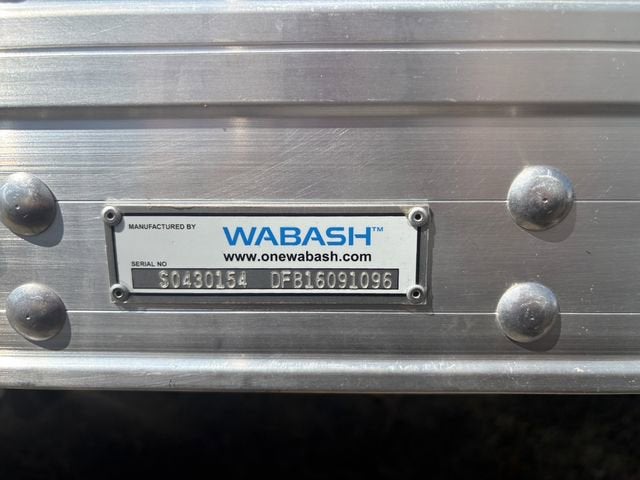 MANUFACTURED BY
WABASH™
www.onewabash.com
SERIAL NO
S0430154 DFB16091096